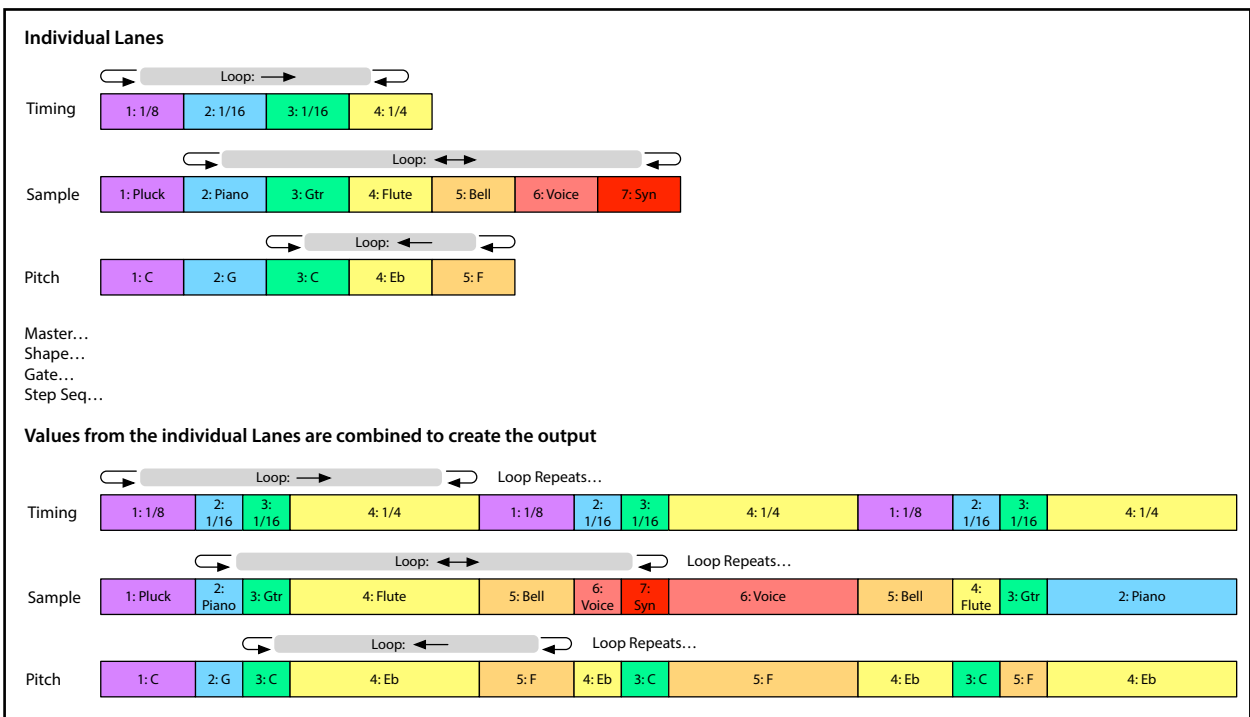 Individual Lanes
Loop:
Timing 1: 1/8 2: 1/16 3: 1/16 4: 1/4
Loop:
Sample 1: Pluck 2: Piano 3: Gtr 4: Flute 5: Bell 6: Voice 7: Syn
Loop:
Pitch 1: C 2: G 3: C 4: Eb 5: F
Master…
Shape…
Gate…
Step Seq…
Values from the individual Lanes are combined to create the output
Loop: Loop Repeats…
Timing 1: 1/8 2: 1/16 3: 1/16 4: 1/4 1: 1/8 2: 1/16 3: 1/16 4: 1/4 1: 1/8 2: 1/16 3: 1/16 4: 1/4
Loop: Loop Repeats…
Sample 1: Pluck 2: Piano 3: Gtr 4: Flute 5: Bell 6: Voice 7: Syn 6: Voice 5: Bell 4: Flute 3: Gtr 2: Piano
Loop: Loop Repeats…
Pitch 1: C 2: G 3: C 4: Eb 5: F 4: Eb 3: C 5: F 4: Eb 3: C 5: F 4: Eb